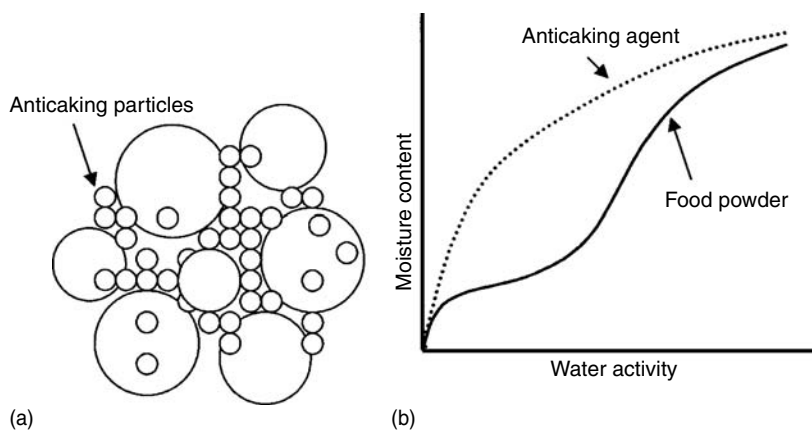 Anticaking particles
(a)
Anticaking agent
Food powder
Moisture content
Water activity
(b)